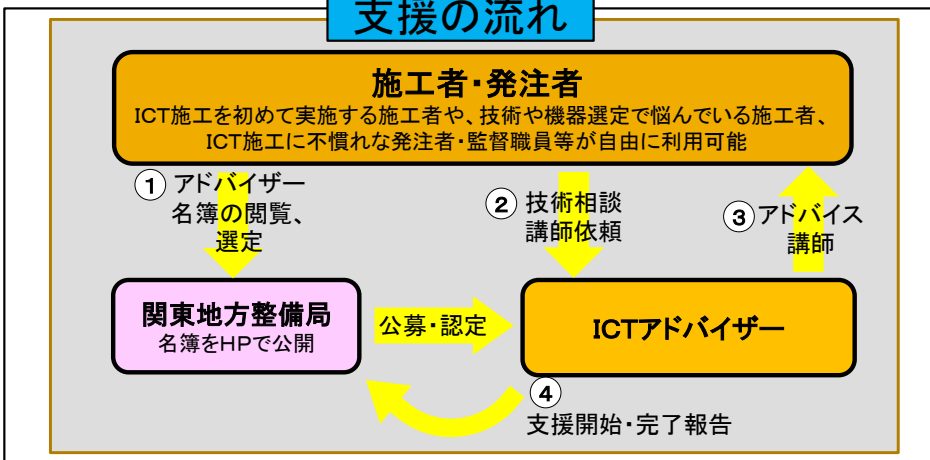 支援の流れ
施工者・発注者
ICT施工を初めて実施する施工者や、技術や機器選定で悩んでいる施工者、
ICT施工に不慣れな発注者・監督職員等が自由に利用可能
① アドバイザー
名簿の閲覧、
選定
② 技術相談
講師依頼
③ アドバイス
講師
関東地方整備局
名簿をHPで公開
公募・認定
ICTアドバイザー
④
支援開始・完了報告